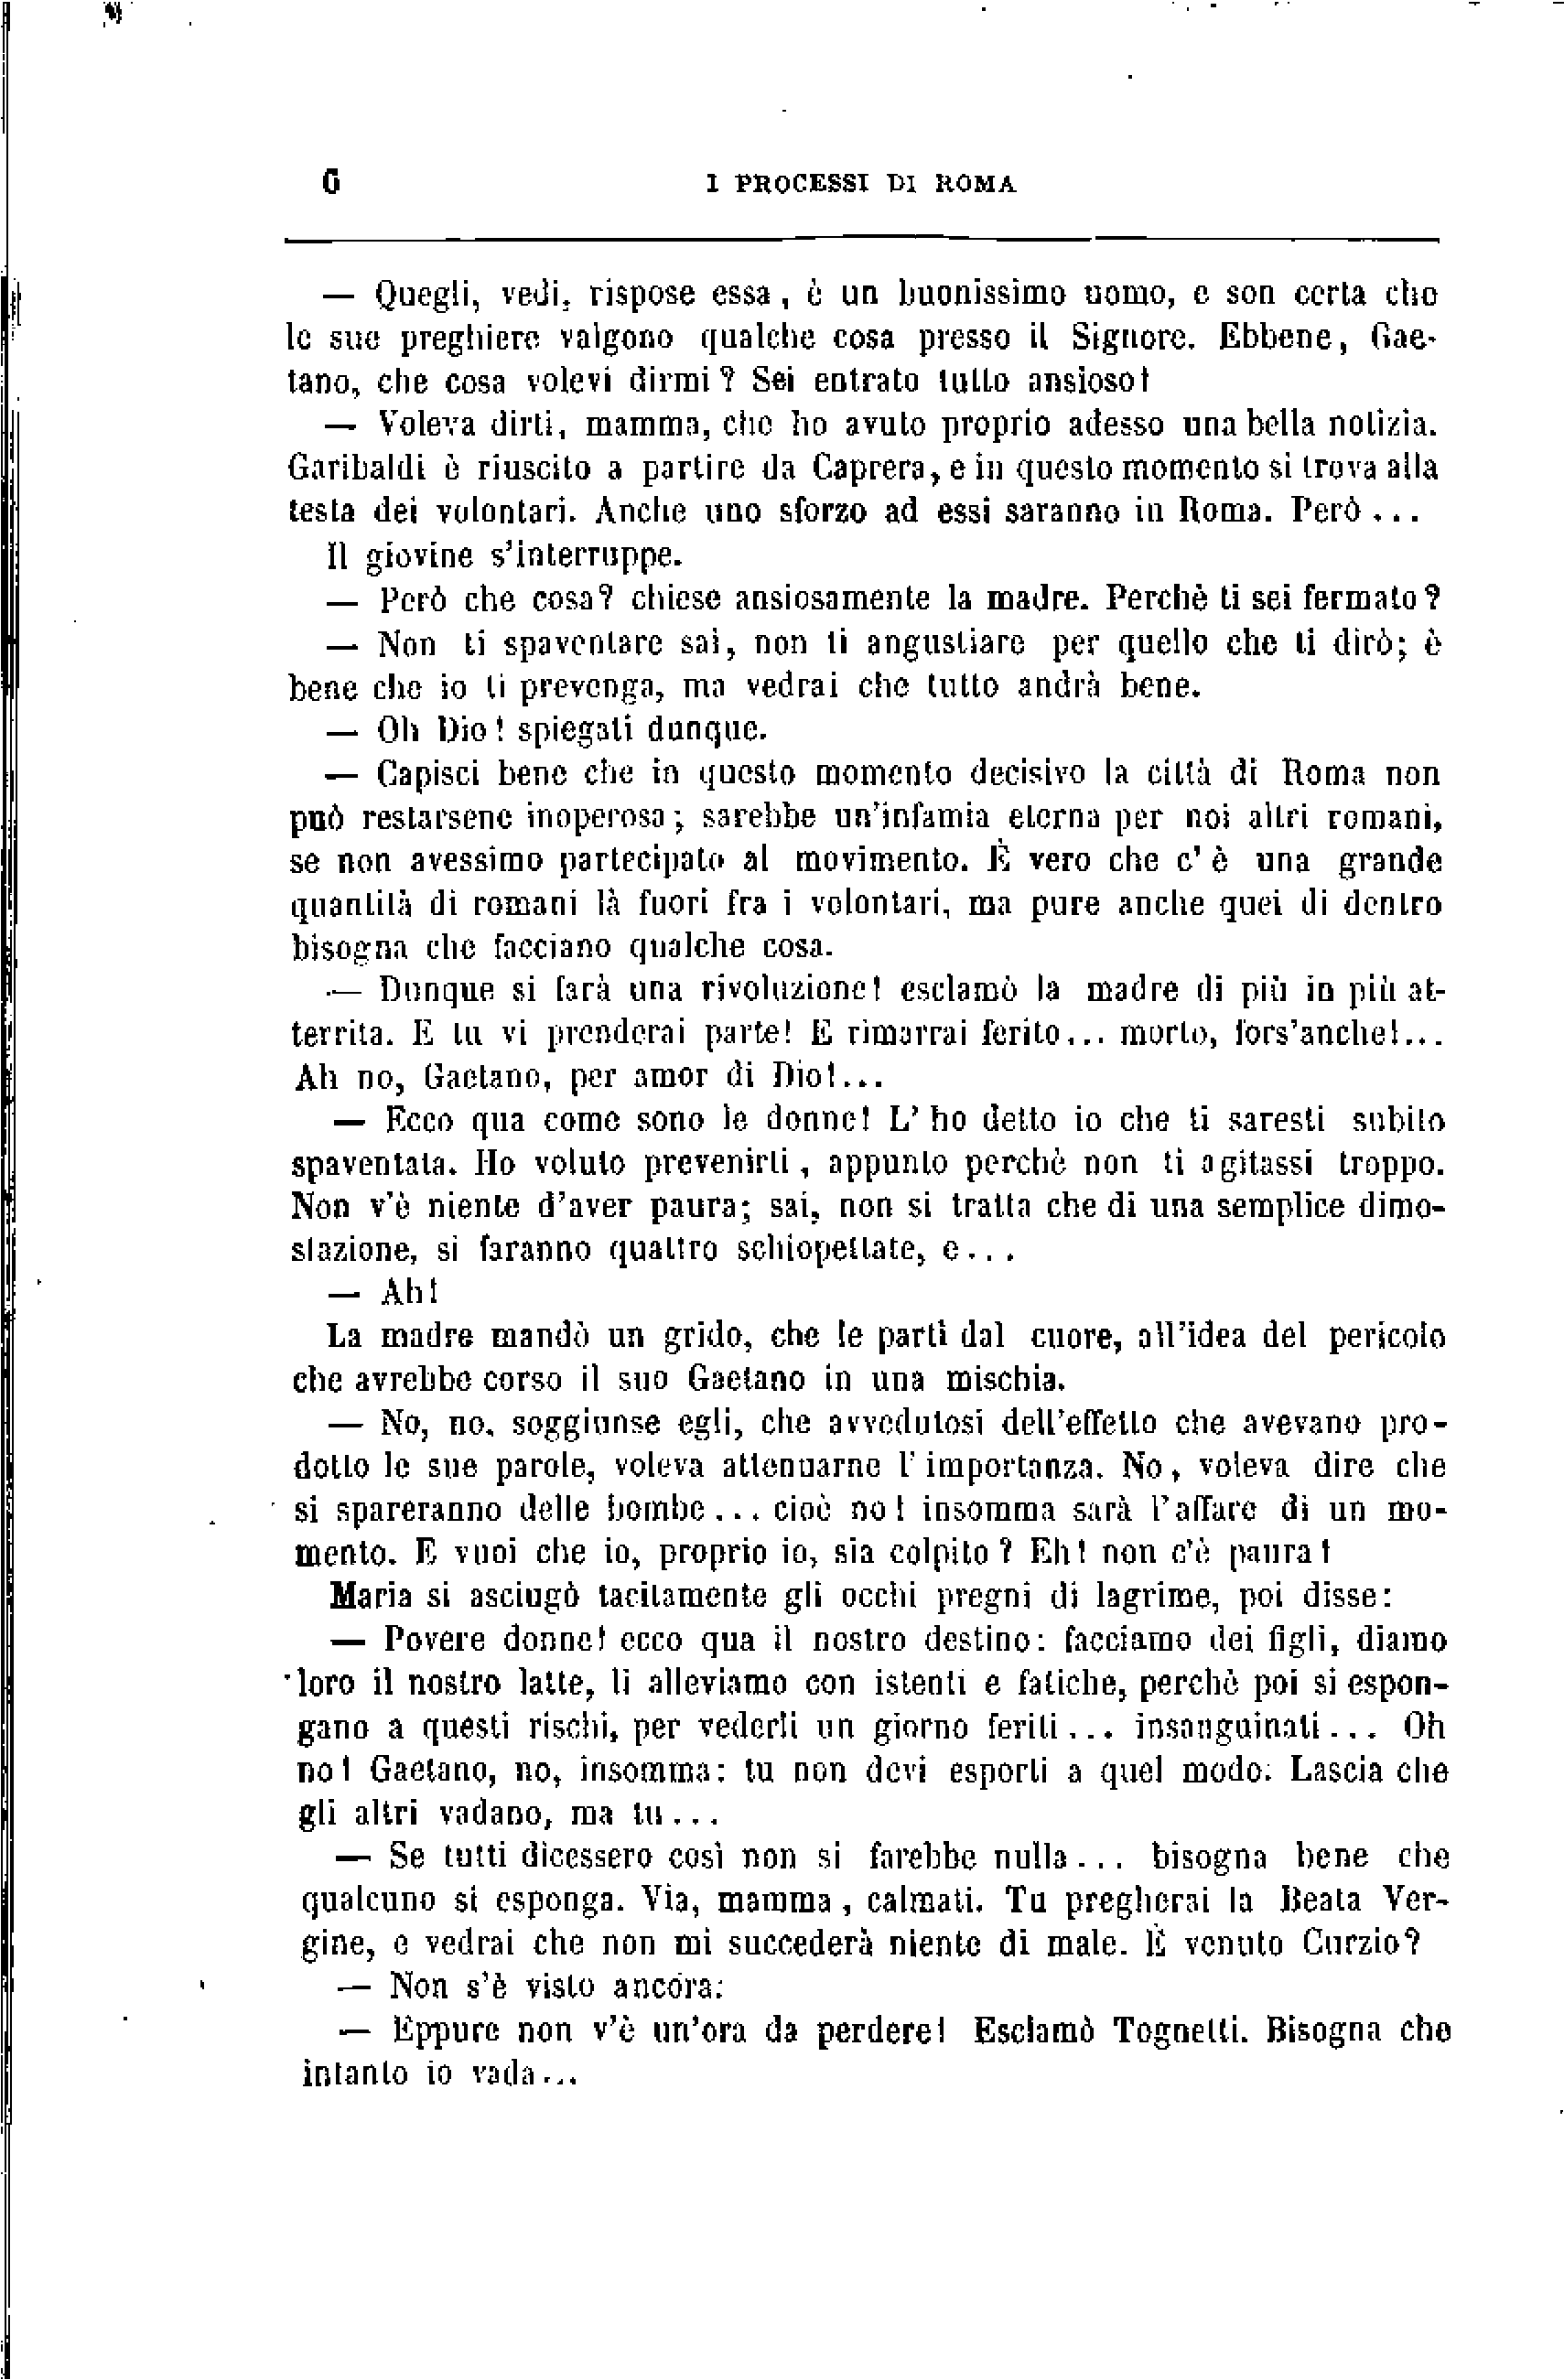 6 I PROCESSI DI ROMA
— Quegli, vedi, rispose essa, è un buonissimo uomo, e son certa che
le sue preghiere valgono qualche cosa presso il Signore. Ebbene, Gae-
tano, che cosa volevi dirmi? Sei entrato tutto ansioso!
— Voleva dirti, mamma, che ho avuto proprio adesso una bella notizia.
Garibaldi è riuscito a partire da Caprera, e in questo momento si trova alla
testa dei volontari. Anche uno sforzo ad essi saranno in Roma. Però...
Il giovine s'interruppe.
— Però che cosa? chiese ansiosamente la madre. Perchè ti sei fermato?
— Non ti spaventare sai, non ti angustiare per quello che ti dirò; è
bene che io ti prevenga, ma vedrai che tutto andrà bene.
— Oh Dio! spiegati dunque.
— Capisci bene che in questo momento decisivo la città di Roma non
può restarsene inoperosa; sarebbe un'infamia eterna per noi altri romani,
se non avessimo partecipato al movimento. È vero che c'è una grande
quantità di romani là fuori fra i volontari, ma pure anche quei di dentro
bisogna che facciano qualche cosa.
— Dunque si farà una rivoluzione! esclamò la madre di più in più at-
territa. E tu vi prenderai parte! E rimarrai ferito... morto, fors'anche!...
Ah no, Gaetano, per amor di Dio!...
— Ecco qua come sono le donne! L'ho detto io che ti saresti subito
spaventata. Ho voluto prevenirti, appunto perchè non ti agitassi troppo.
Non v'è niente d'aver paura; sai, non si tratta che di una semplice dimo-
stazione, si faranno quattro schiopettate, e...
— Ah!
La madre mandò un grido, che le partì dal cuore, all'idea del pericolo
che avrebbe corso il suo Gaetano in una mischia.
— No, no, soggiunse egli, che avvedutosi dell'effetto che avevano pro-
dotto le sue parole, voleva attenuarne l'importanza. No, voleva dire che
si spareranno delle bombe... cioè no! insomma sarà l'affare di un mo-
mento. E vuoi che io, proprio io, sia colpito? Eh! non c'è paura!
Maria si asciugò tacitamente gli occhi pregni di lagrime, poi disse:
— Povere donne! ecco qua il nostro destino: facciamo dei figli, diamo
loro il nostro latte, li alleviamo con istenti e fatiche, perchè poi si espon-
gano a questi rischi, per vederli un giorno feriti... insanguinati... Oh
no! Gaetano, no, insomma: tu non devi esporti a quel modo. Lascia che
gli altri vadano, ma tu...
— Se tutti dicessero così non si farebbe nulla... bisogna bene che
qualcuno si esponga. Via, mamma, calmati. Tu pregherai la Beata Ver-
gine, e vedrai che non mi succederà niente di male. È venuto Curzio?
— Non s'è visto ancora.
— Eppure non v'è un'ora da perdere! Esclamò Tognetti. Bisogna che
intanto io vada...